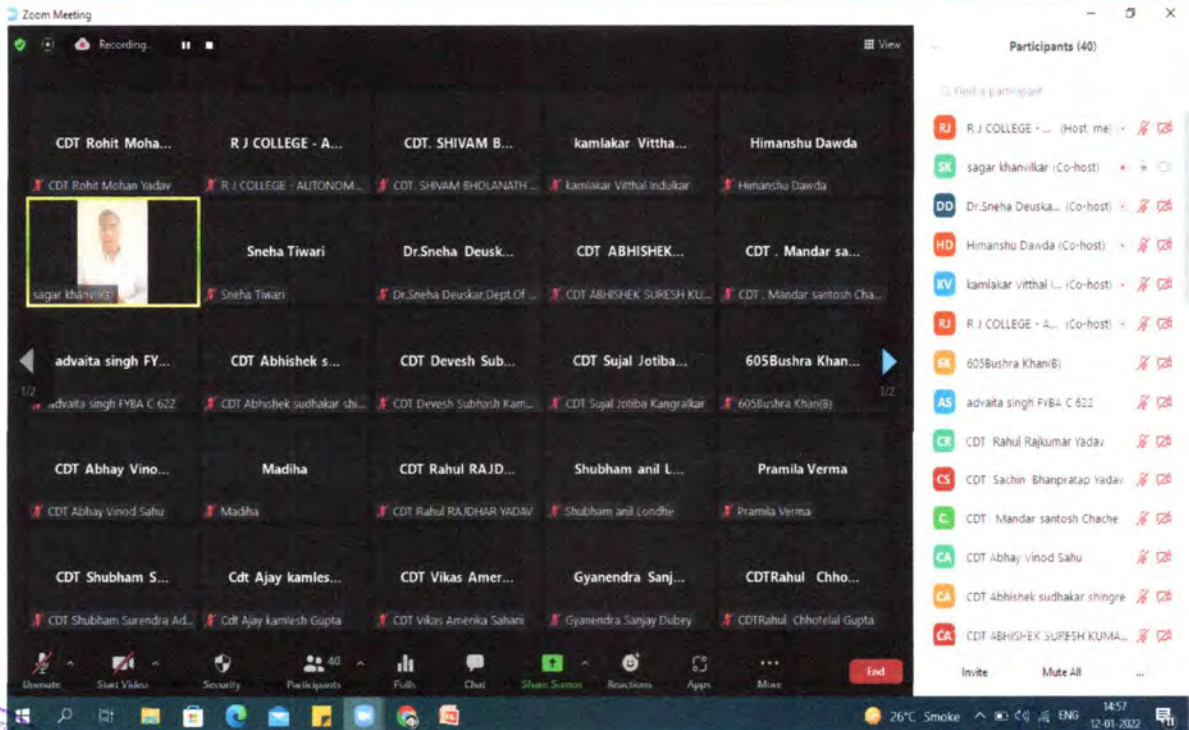 Zoom Meeting
Recording...
View
CDT Rohit Moha...
R J COLLEGE - A...
CDT. SHIVAM B...
kamlakar Vittha...
Himanshu Dawda
CDT Rohit Mohan Yadav
R J COLLEGE - AUTONOM...
CDT. SHIVAM BHOLANATH...
kamlakar Vitthal Indulkar
Himanshu Dawda
Sneha Tiwari
Dr.Sneha Deusk...
CDT ABHISHEK...
CDT . Mandar sa...
sagar khanvilkar
Sneha Tiwari
Dr.Sneha Deuskar,Dept.Of ...
CDT ABHISHEK SURESH KU...
CDT . Mandar santosh Cha...
advaita singh FY...
CDT Abhishek s...
CDT Devesh Sub...
CDT Sujal Jotiba...
605Bushra Khan...
1/2
1/2
advaita singh FYBA C 622
CDT Abhishek sudhakar shi...
CDT Devesh Subhash Kam...
CDT Sujal Jotiba Kangralkar
605Bushra Khan(B)
CDT Abhay Vino...
Madiha
CDT Rahul RAJD...
Shubham anil L...
Pramila Verma
CDT Abhay Vinod Sahu
Madiha
CDT Rahul RAJDHAR YADAV
Shubham anil Londhe
Pramila Verma
CDT Shubham S...
Cdt Ajay kamles...
CDT Vikas Amer...
Gyanendra Sanj...
CDTRahul Chho...
CDT Shubham Surendra Ad...
Cdt Ajay kamlesh Gupta
CDT Vikas Amerika Sahani
Gyanendra Sanjay Dubey
CDTRahul Chhotelal Gupta
Unmute
Start Video
Security
Participants
40
Polls
Chat
Share Screen
Reactions
Apps
More
End
Participants (40)
Find a participant
RJ R J COLLEGE - ... (Host, me)
SK sagar khanvilkar (Co-host)
DD Dr.Sneha Deuska... (Co-host)
HD Himanshu Dawda (Co-host)
KV kamlakar Vitthal I... (Co-host)
RJ R J COLLEGE - A... (Co-host)
6K 605Bushra Khan(B)
AS advaita singh FYBA C 622
CR CDT Rahul Rajkumar Yadav
CS CDT Sachin Bhanpratap Yadav
C. CDT . Mandar santosh Chache
CA CDT Abhay Vinod Sahu
CA CDT Abhishek sudhakar shingre
CA CDT ABHISHEK SURESH KUMA...
Invite
Mute All
...
26°C Smoke
ENG
14:57
12-01-2022